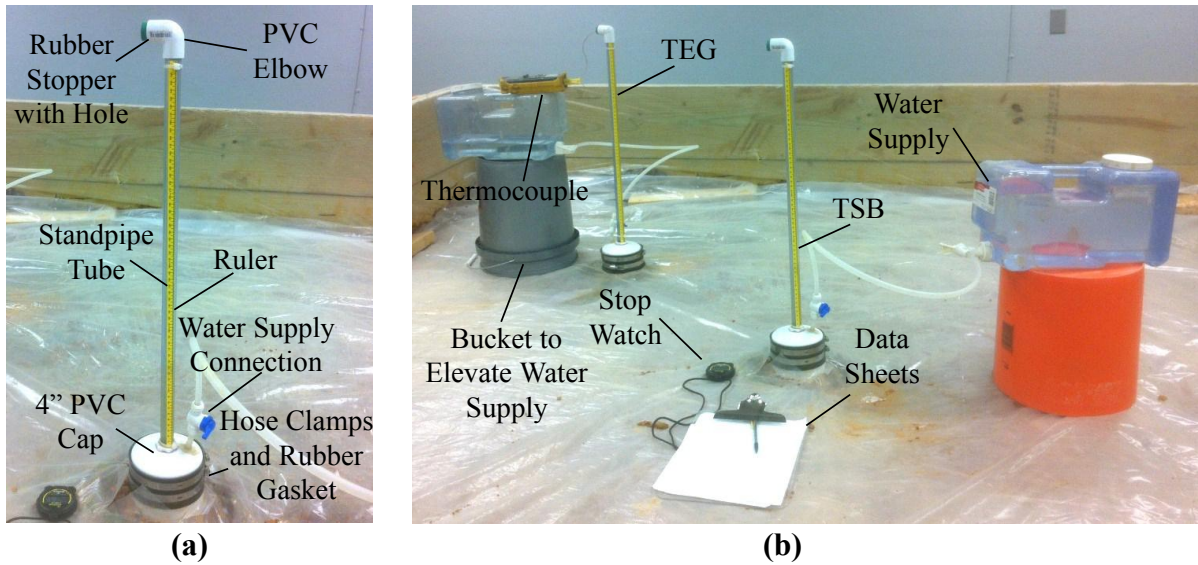 Rubber
Stopper
with Hole
PVC
Elbow
Standpipe
Tube
Ruler
Water Supply
Connection
4” PVC
Cap
Hose Clamps
and Rubber
Gasket
(a)
TEG
Water
Supply
Thermocouple
TSB
Stop
Watch
Bucket to
Elevate Water
Supply
Data
Sheets
(b)